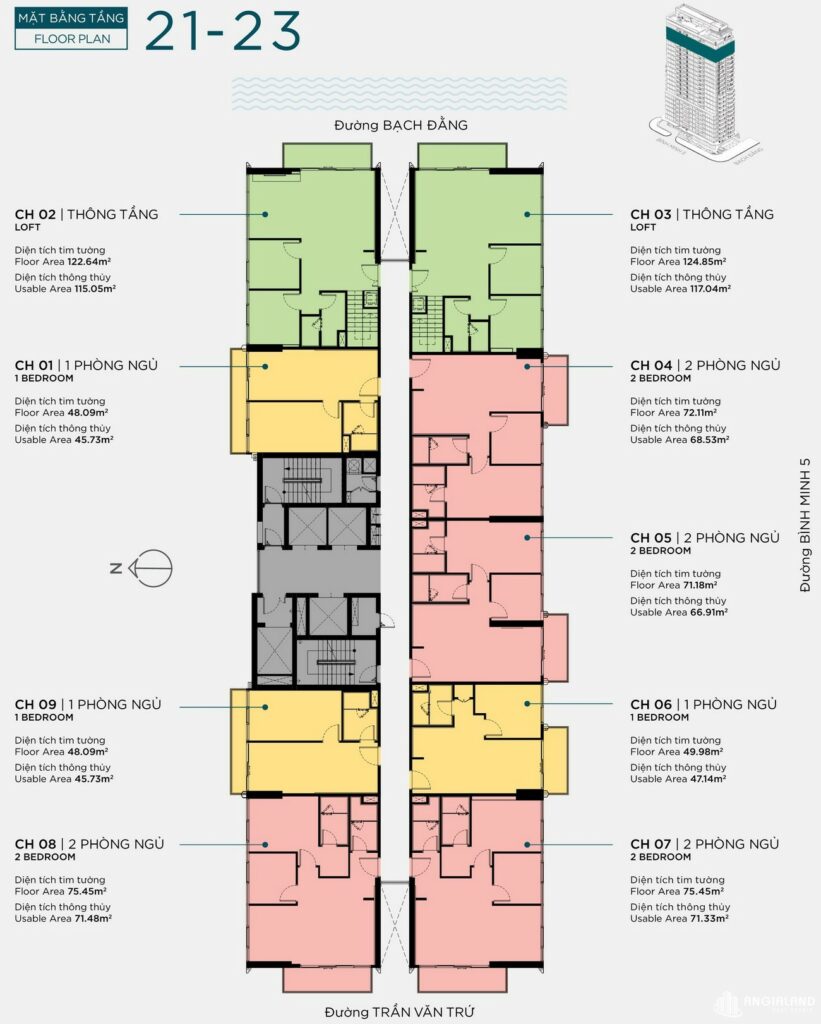 MẶT BẰNG TẦNG
FLOOR PLAN
21-23
BÌNH MINH 5
BẠCH ĐẰNG
Đường BẠCH ĐẰNG
CH 02 | THÔNG TẦNG
LOFT
Diện tích tim tường
Floor Area 122.64m²
Diện tích thông thủy
Usable Area 115.05m²
CH 03 | THÔNG TẦNG
LOFT
Diện tích tim tường
Floor Area 124.85m²
Diện tích thông thủy
Usable Area 117.04m²
CH 01 | 1 PHÒNG NGỦ
1 BEDROOM
Diện tích tim tường
Floor Area 48.09m²
Diện tích thông thủy
Usable Area 45.73m²
CH 04 | 2 PHÒNG NGỦ
2 BEDROOM
Diện tích tim tường
Floor Area 72.11m²
Diện tích thông thủy
Usable Area 68.53m²
Đường BÌNH MINH 5
N
CH 05 | 2 PHÒNG NGỦ
2 BEDROOM
Diện tích tim tường
Floor Area 71.18m²
Diện tích thông thủy
Usable Area 66.91m²
CH 09 | 1 PHÒNG NGỦ
1 BEDROOM
Diện tích tim tường
Floor Area 48.09m²
Diện tích thông thủy
Usable Area 45.73m²
CH 06 | 1 PHÒNG NGỦ
1 BEDROOM
Diện tích tim tường
Floor Area 49.98m²
Diện tích thông thủy
Usable Area 47.14m²
CH 08 | 2 PHÒNG NGỦ
2 BEDROOM
Diện tích tim tường
Floor Area 75.45m²
Diện tích thông thủy
Usable Area 71.48m²
CH 07 | 2 PHÒNG NGỦ
2 BEDROOM
Diện tích tim tường
Floor Area 75.45m²
Diện tích thông thủy
Usable Area 71.33m²
Đường TRẦN VĂN TRỨ
ANGIALAND